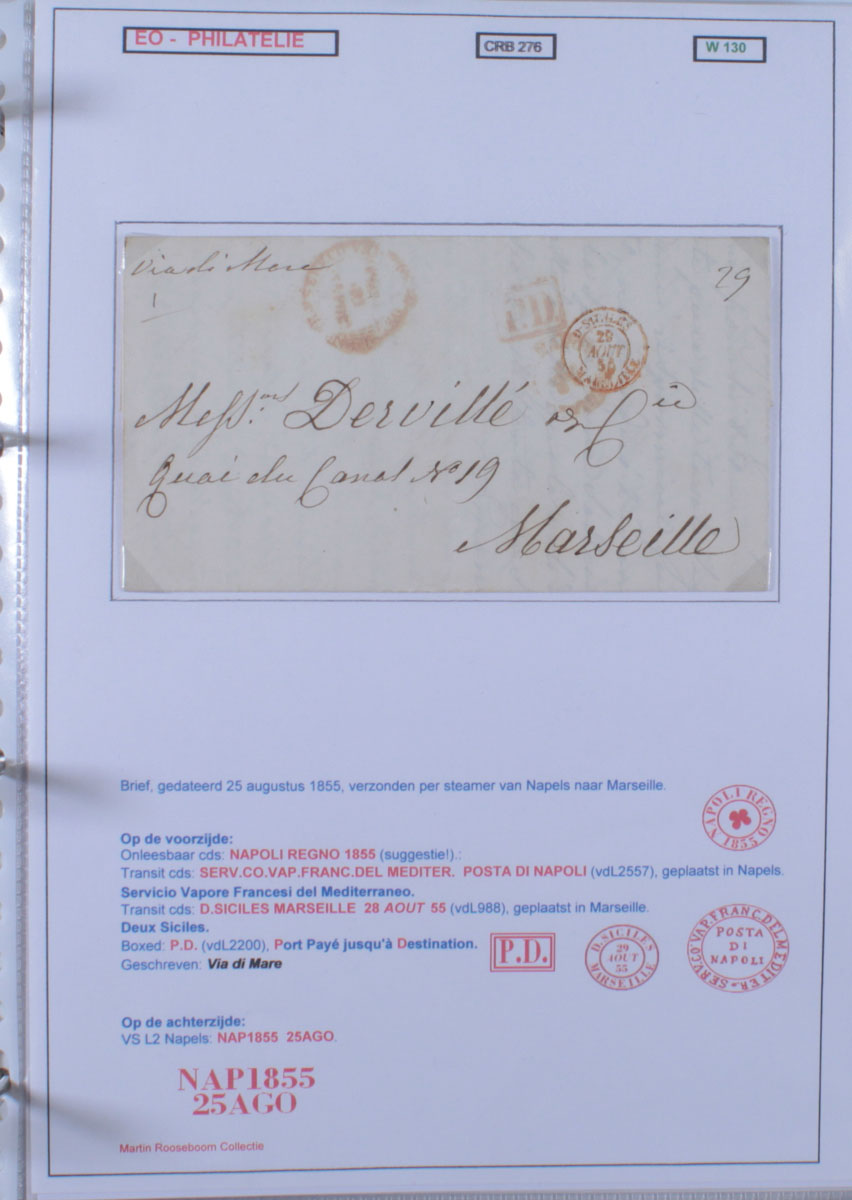 EO - PHILATELIE
CRB 276
W 130
Via di Mare
29
1
P.D.
D. SICILES
29
AOUT
55
MARSEILLE
Mess.rs Dervillé & Cie
Quai du Canal No 19
Marseille
Brief, gedateerd 25 augustus 1855, verzonden per steamer van Napels naar Marseille.
NAPOLI REGNO
1855
Op de voorzijde:
Onleesbaar cds: NAPOLI REGNO 1855 (suggestie!).:
Transit cds: SERV.CO.VAP.FRANC.DEL MEDITER. POSTA DI NAPOLI (vdL2557), geplaatst in Napels.
Servicio Vapore Francesi del Mediterraneo.
Transit cds: D.SICILES MARSEILLE 28 AOUT 55 (vdL988), geplaatst in Marseille.
Deux Siciles.
Boxed: P.D. (vdL2200), Port Payé jusqu'à Destination.
Geschreven: Via di Mare
P.D.
D. SICILES
29
AOUT
55
MARSEILLE
SERV.CO.VAP.FRANC.DEL MEDITER
POSTA
DI
NAPOLI
Op de achterzijde:
VS L2 Napels: NAP1855 25AGO.
NAP1855
25AGO
Martin Rooseboom Collectie